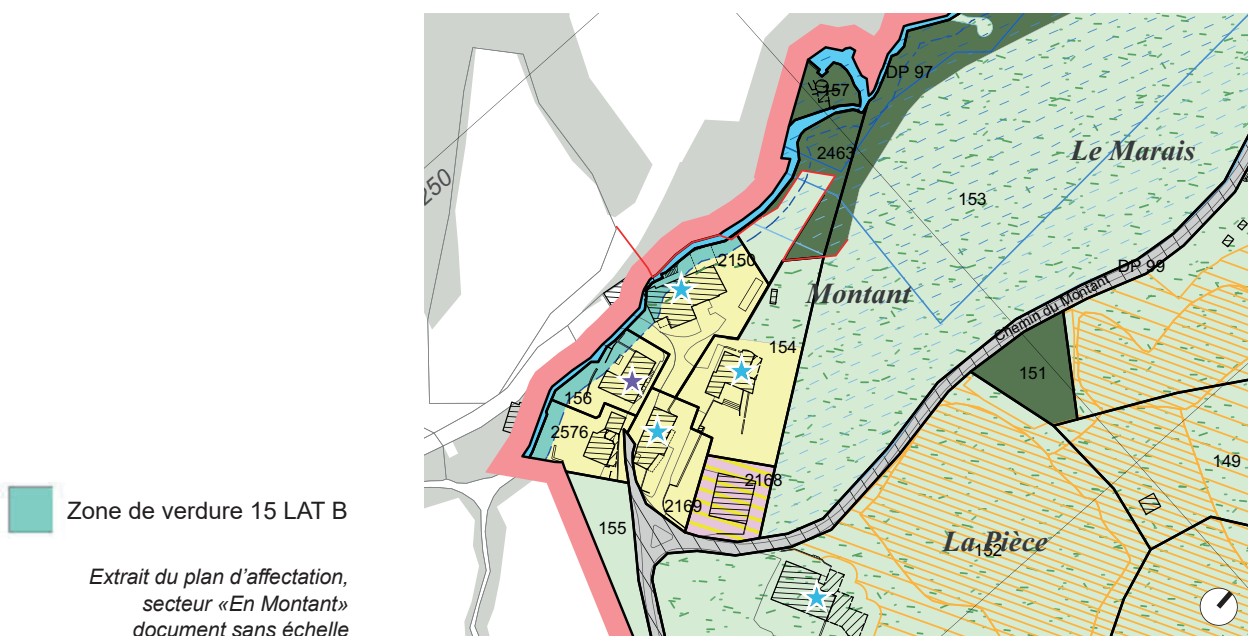 DP 97
157
2463
Le Marais
250
153
2150
DP 99
Montant
Chemin du Montant
154
151
156
2576
149
2168
2169
Zone de verdure 15 LAT B
155
La Pièce
152
Extrait du plan d’affectation,
secteur «En Montant»
document sans échelle